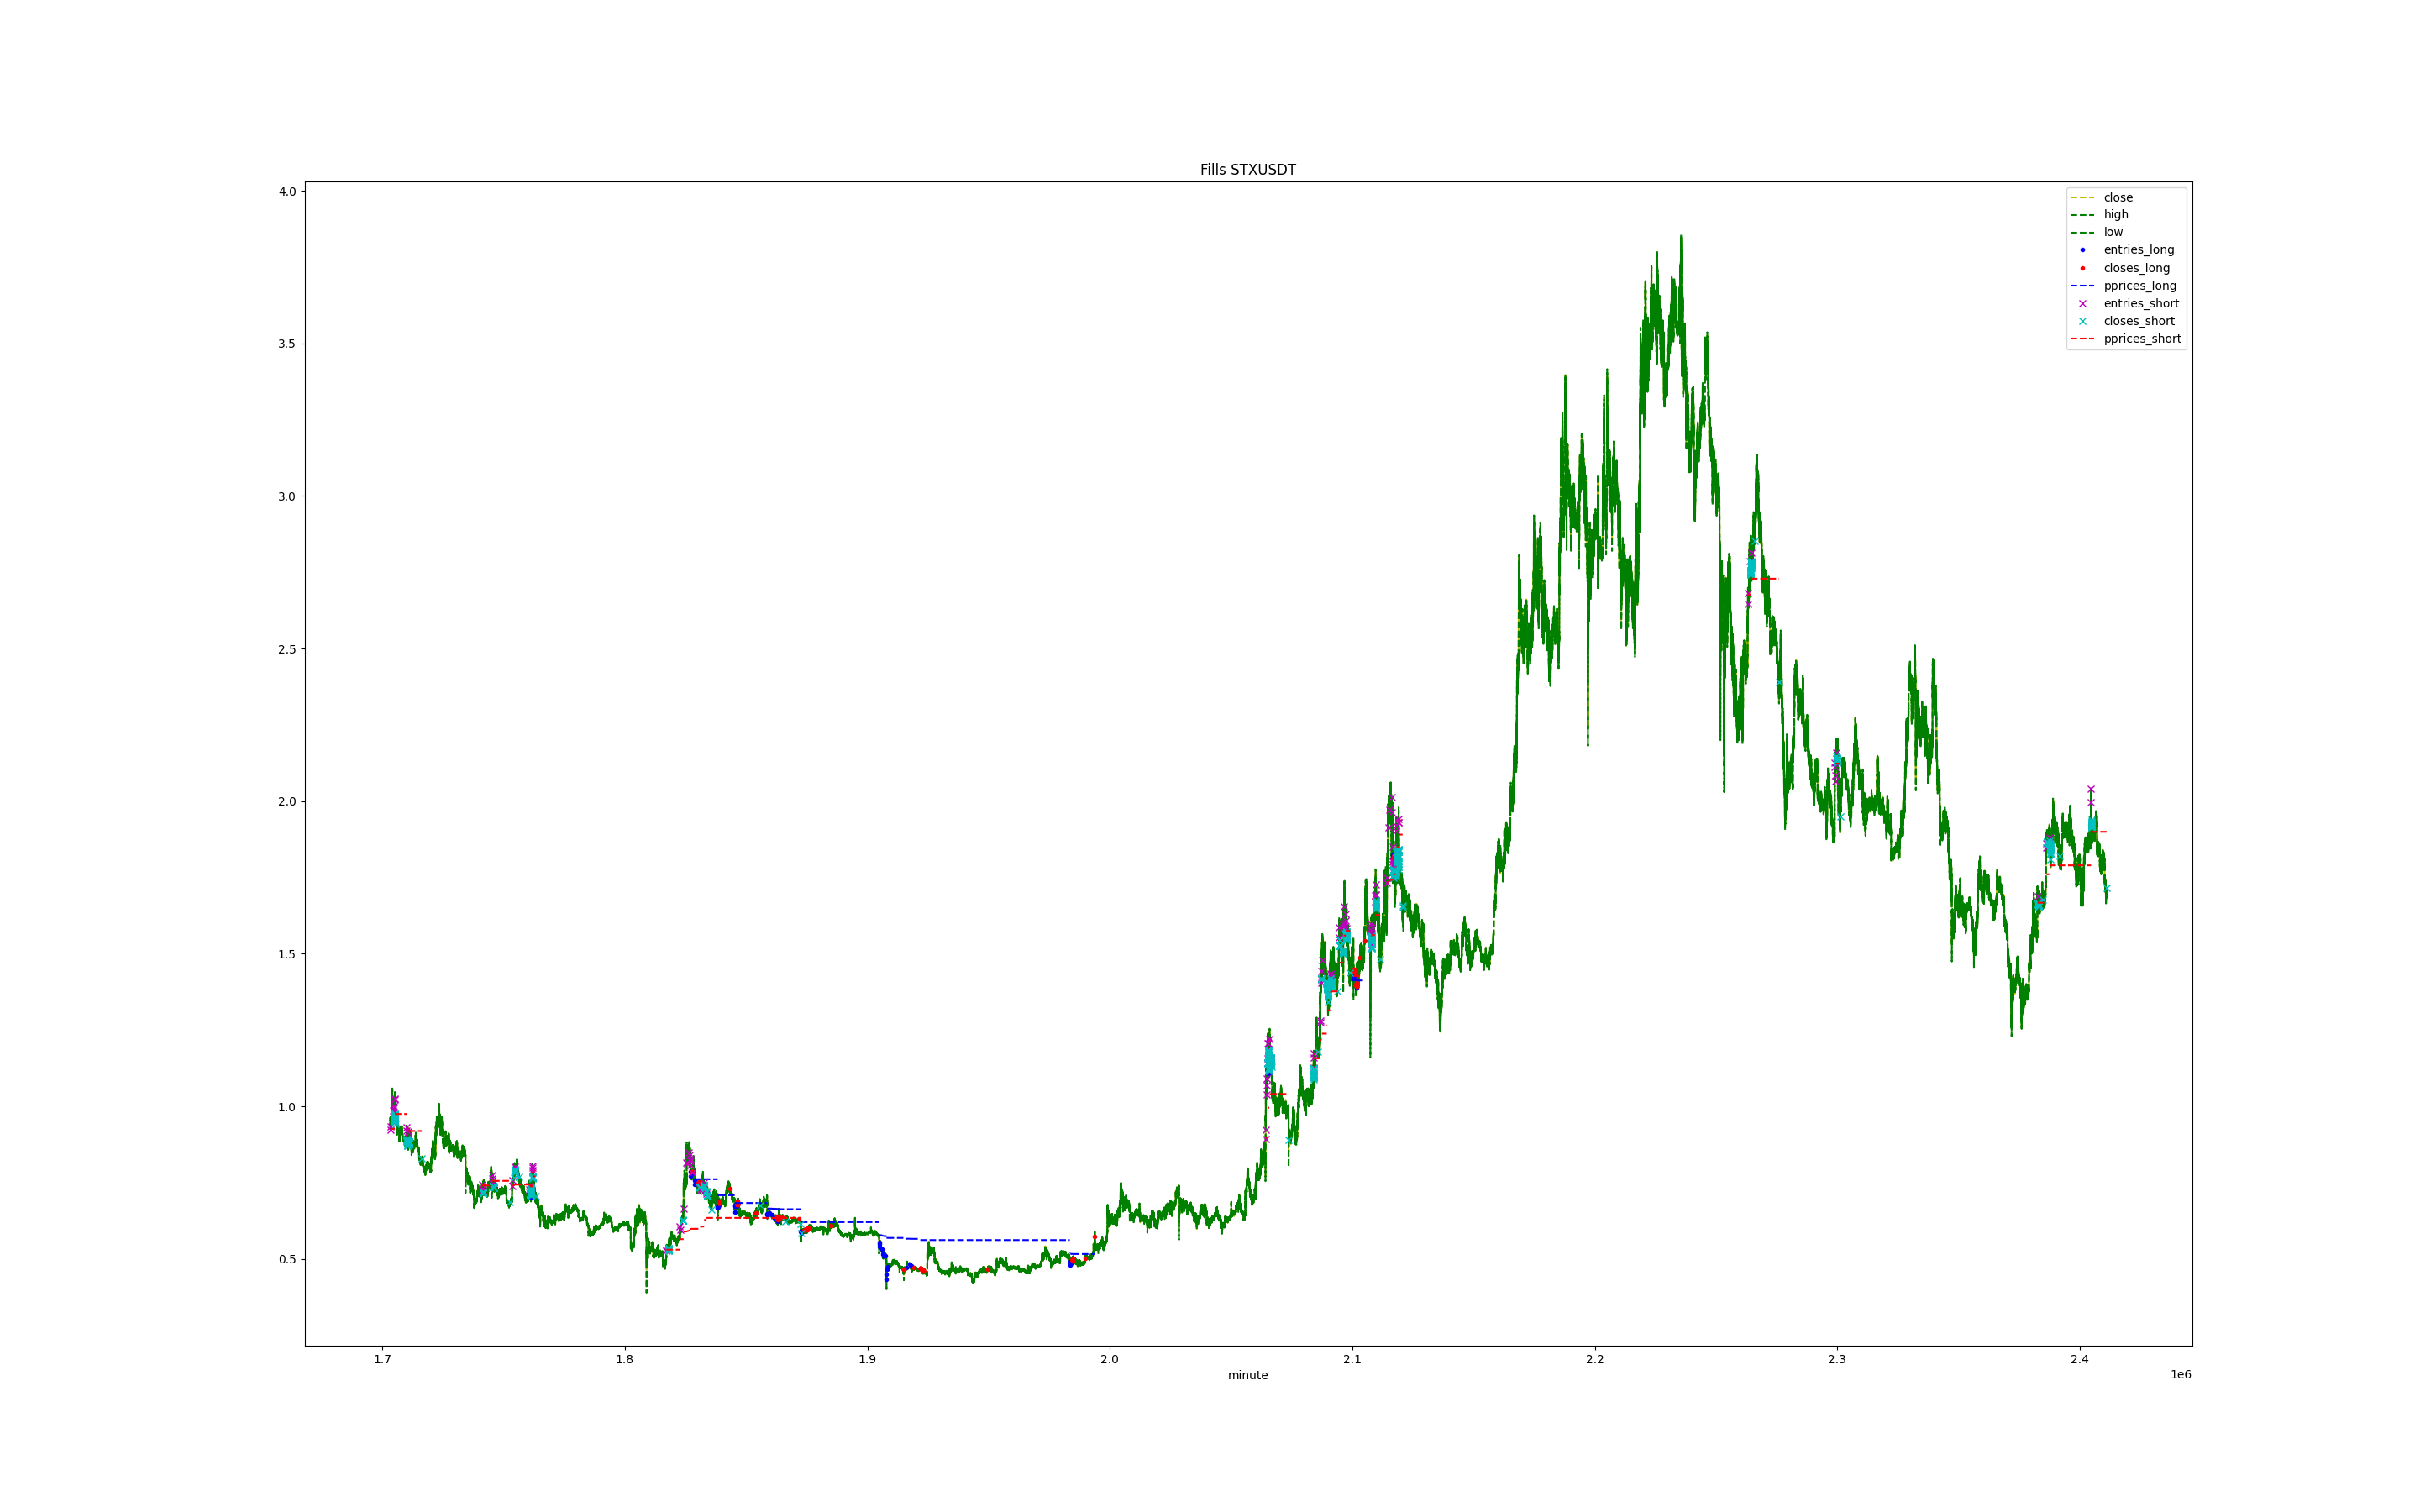 Fills STXUSDT
4.0
3.5
3.0
2.5
2.0
1.5
1.0
0.5
close
high
low
entries_long
closes_long
pprices_long
entries_short
closes_short
pprices_short
1.7 1.8 1.9 2.0 2.1 2.2 2.3 2.4
minute
1e6